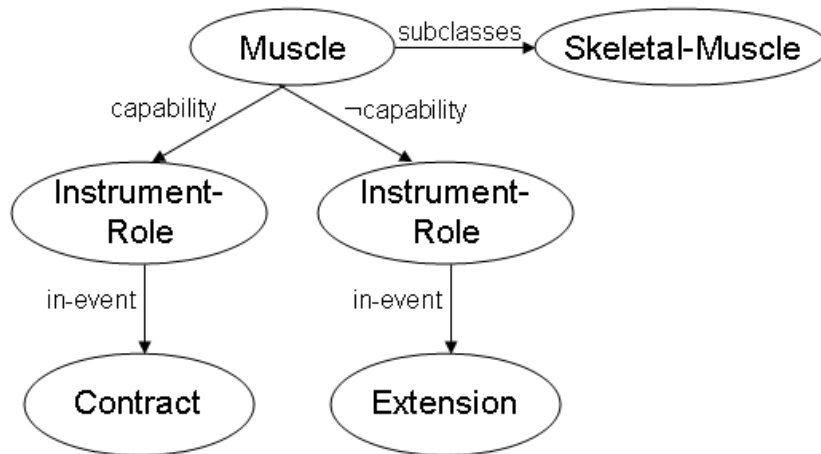 Muscle
subclasses
Skeletal-Muscle
capability
¬capability
Instrument-
Role
Instrument-
Role
in-event
in-event
Contract
Extension